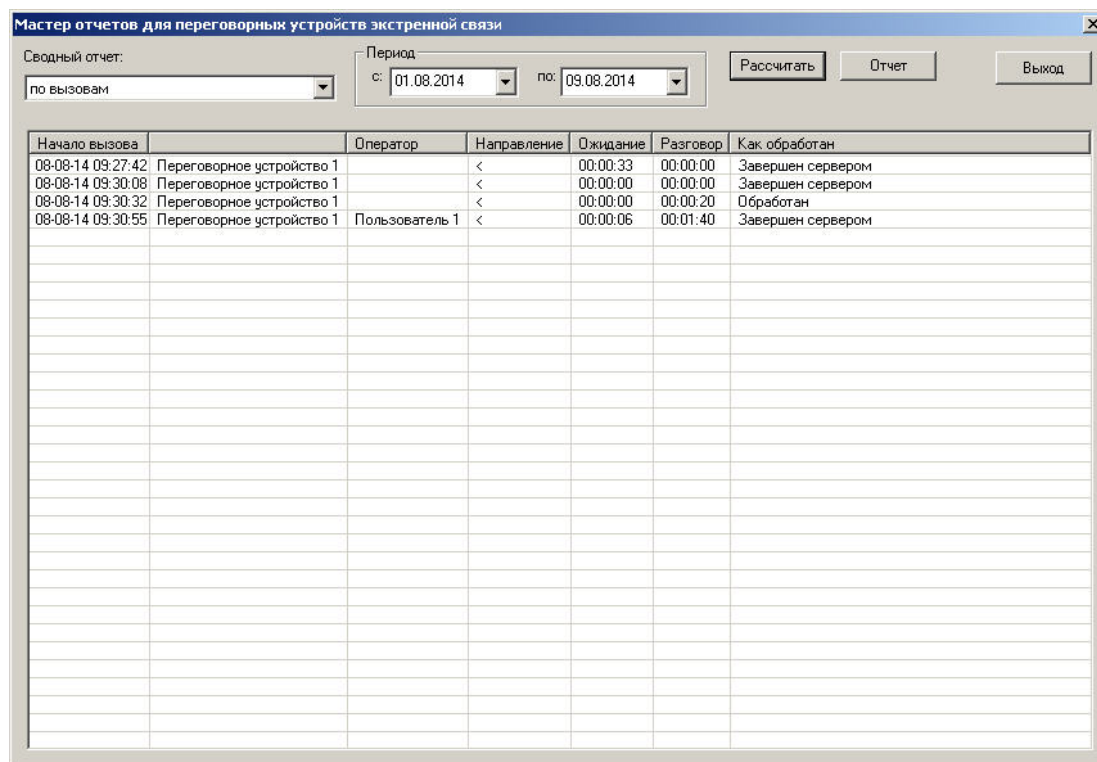 Мастер отчетов для переговорных устройств экстренной связи
Сводный отчет:
по вызовам
Период
с: 01.08.2014 по: 09.08.2014
Рассчитать Отчет Выход
Начало вызова Оператор Направление Ожидание Разговор Как обработан
08-08-14 09:27:42 Переговорное устройство 1 < 00:00:33 00:00:00 Завершен сервером
08-08-14 09:30:08 Переговорное устройство 1 < 00:00:00 00:00:00 Завершен сервером
08-08-14 09:30:32 Переговорное устройство 1 < 00:00:00 00:00:20 Обработан
08-08-14 09:30:55 Переговорное устройство 1 Пользователь 1 < 00:00:06 00:01:40 Завершен сервером